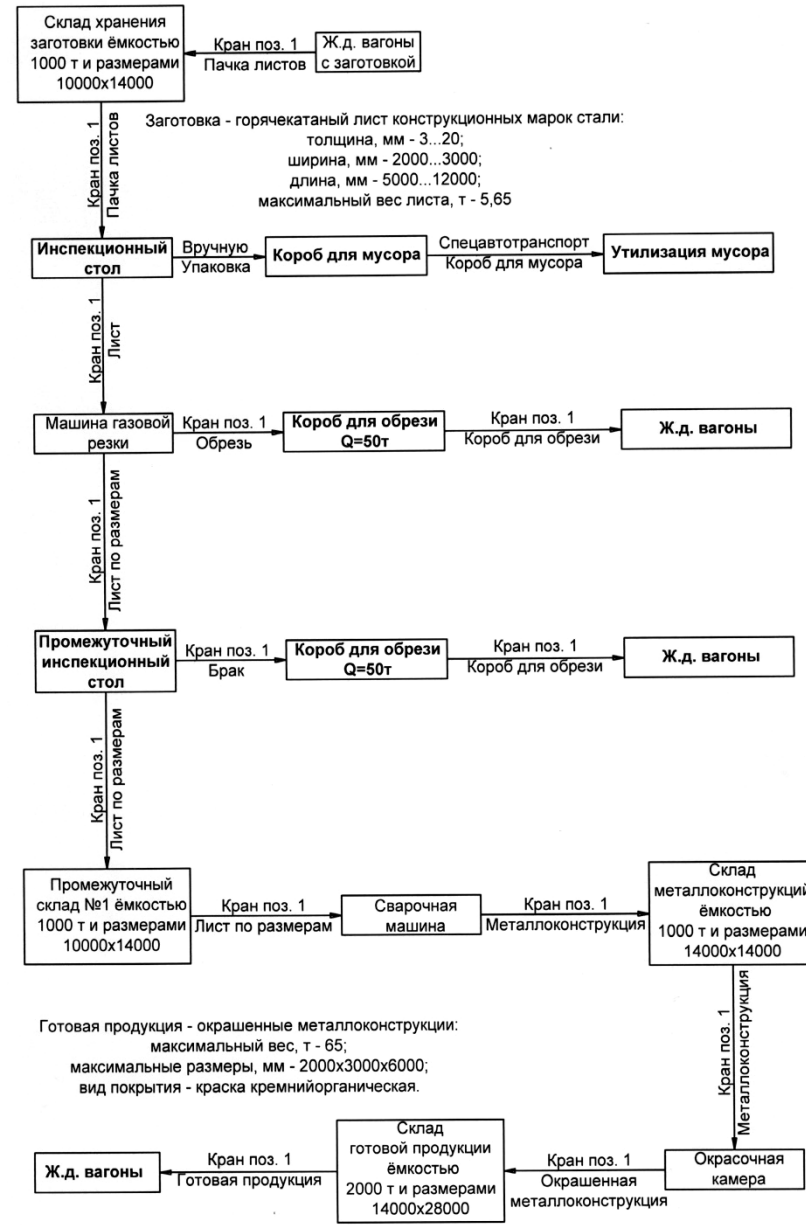 Склад хранения
заготовки ёмкостью
1000 т и размерами
10000х14000
Кран поз. 1
Пачка листов
Ж.д. вагоны
с заготовкой
Кран поз. 1
Пачка листов
Заготовка - горячекатаный лист конструкционных марок стали:
толщина, мм - 3...20;
ширина, мм - 2000...3000;
длина, мм - 5000...12000;
максимальный вес листа, т - 5,65
Инспекционный
стол
Вручную
Упаковка
Короб для мусора
Спецавтотранспорт
Короб для мусора
Утилизация мусора
Кран поз. 1
Лист
Машина газовой
резки
Кран поз. 1
Обрезь
Короб для обрези
Q=50т
Кран поз. 1
Короб для обрези
Ж.д. вагоны
Кран поз. 1
Лист по размерам
Промежуточный
инспекционный
стол
Кран поз. 1
Брак
Короб для обрези
Q=50т
Кран поз. 1
Короб для обрези
Ж.д. вагоны
Кран поз. 1
Лист по размерам
Промежуточный
склад №1 ёмкостью
1000 т и размерами
10000х14000
Кран поз. 1
Лист по размерам
Сварочная
машина
Кран поз. 1
Металлоконструкция
Склад
металлоконструкций
ёмкостью
1000 т и размерами
14000х14000
Кран поз. 1
Металлоконструкция
Готовая продукция - окрашенные металлоконструкции:
максимальный вес, т - 65;
максимальные размеры, мм - 2000х3000х6000;
вид покрытия - краска кремнийорганическая.
Ж.д. вагоны
Кран поз. 1
Готовая продукция
Склад
готовой продукции
ёмкостью
2000 т и размерами
14000х28000
Кран поз. 1
Окрашенная
металлоконструкция
Окрасочная
камера